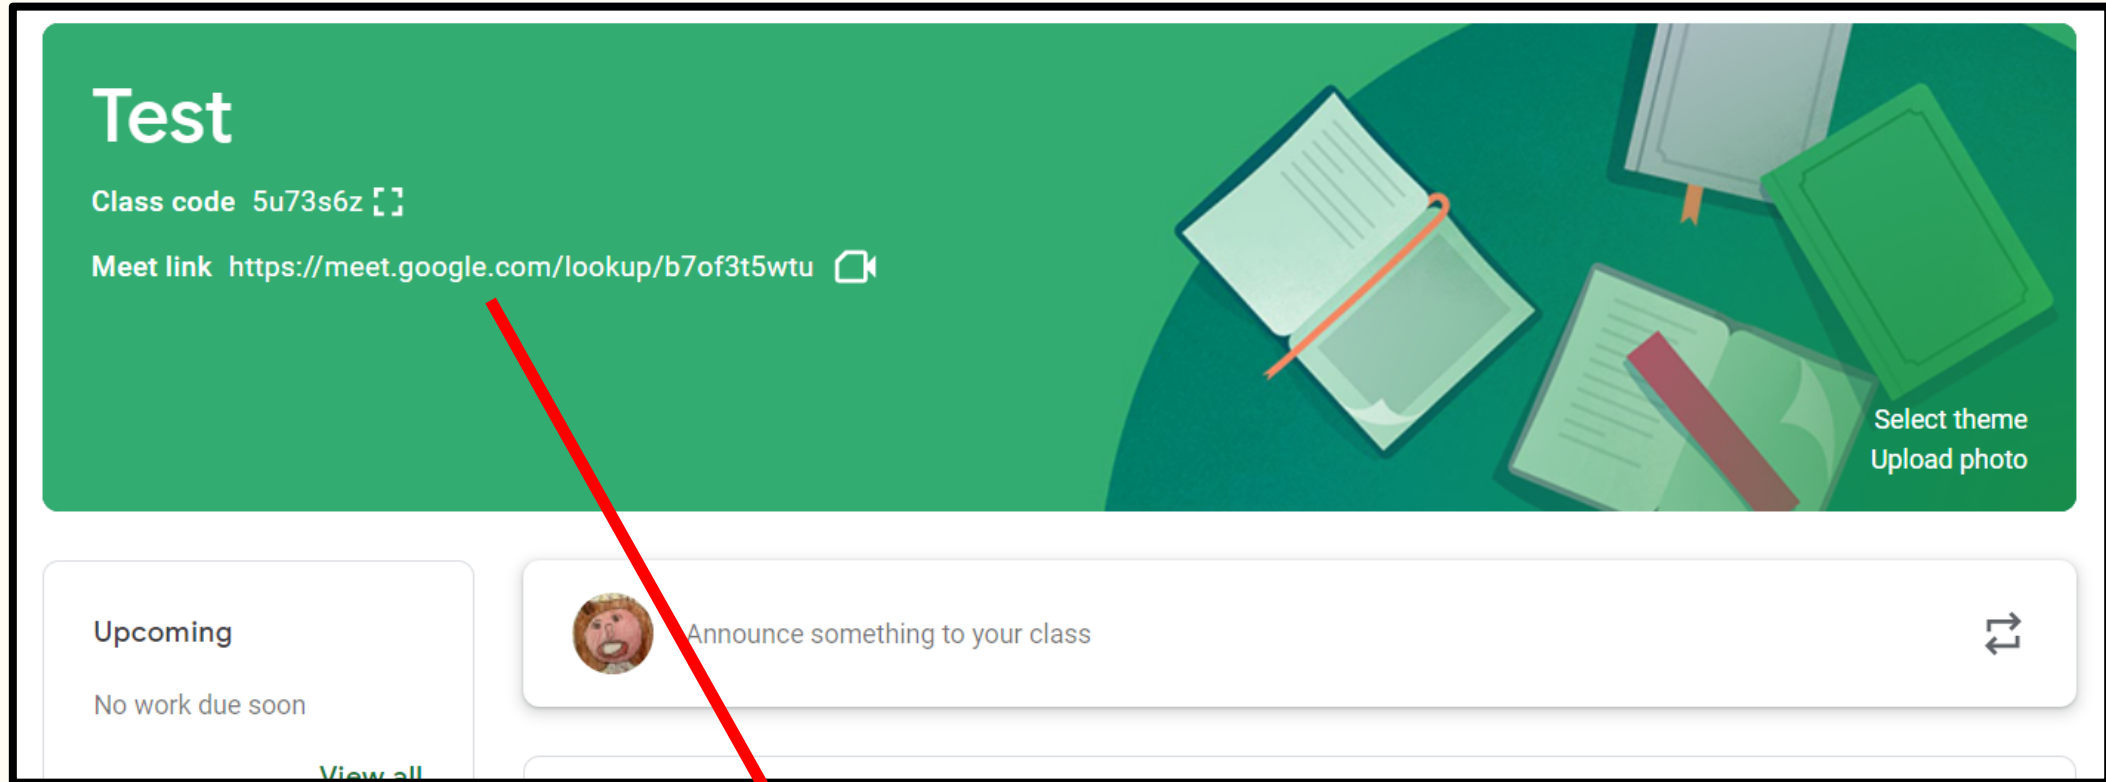 Test
Class code 5u73s6z
Meet link https://meet.google.com/lookup/b7of3t5wtu
Select theme
Upload photo
Upcoming
No work due soon
View all
Announce something to your class